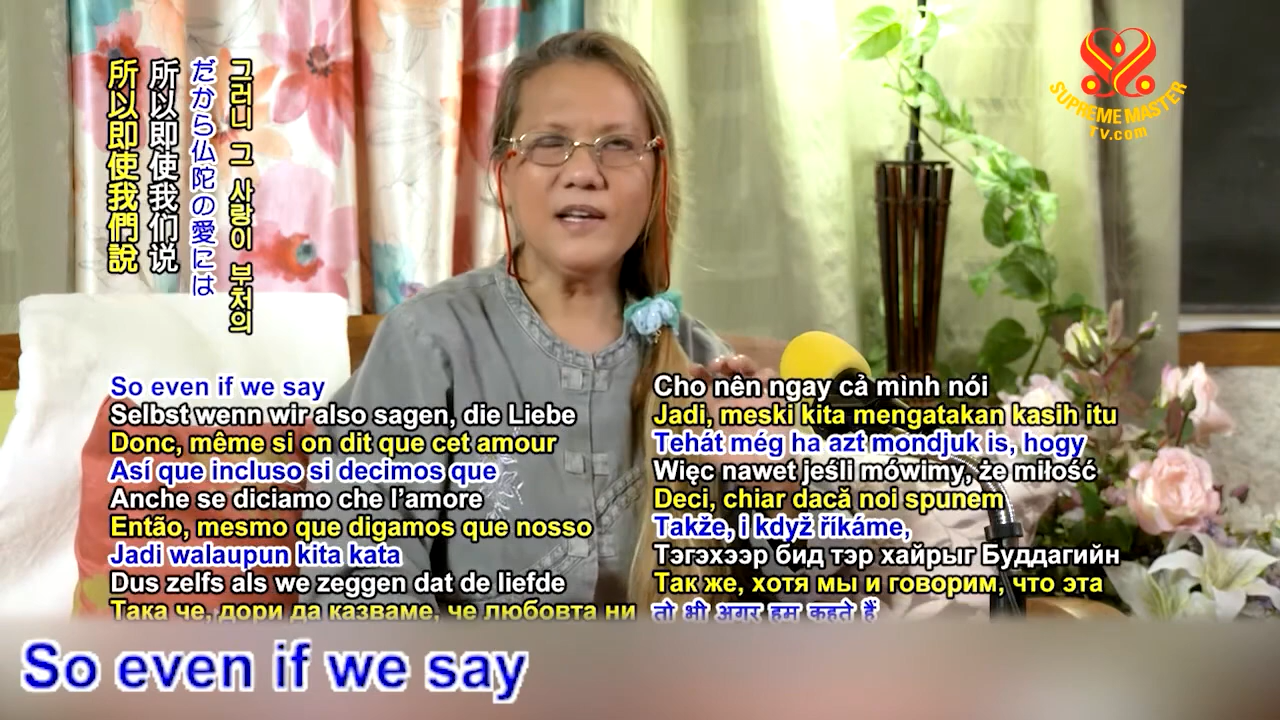 그러니 그 사랑이 부처의
だから仏陀の愛には
所以即使我们说
所以即使我們說
SUPREME MASTER
TV.com
So even if we say
Selbst wenn wir also sagen, die Liebe
Donc, même si on dit que cet amour
Así que incluso si decimos que
Anche se diciamo che l’amore
Então, mesmo que digamos que nosso
Jadi walaupun kita kata
Dus zelfs als we zeggen dat de liefde
Така че, дори да казваме, че любовта ни
Cho nên ngay cả mình nói
Jadi, meski kita mengatakan kasih itu
Tehát még ha azt mondjuk is, hogy
Więc nawet jeśli mówimy, że miłość
Deci, chiar dacă noi spunem
Takže, i když říkáme,
Тэгэхээр бид тэр хайрыг Буддагийн
Так же, хотя мы и говорим, что эта
तो भी अगर हम कहते हैं
So even if we say